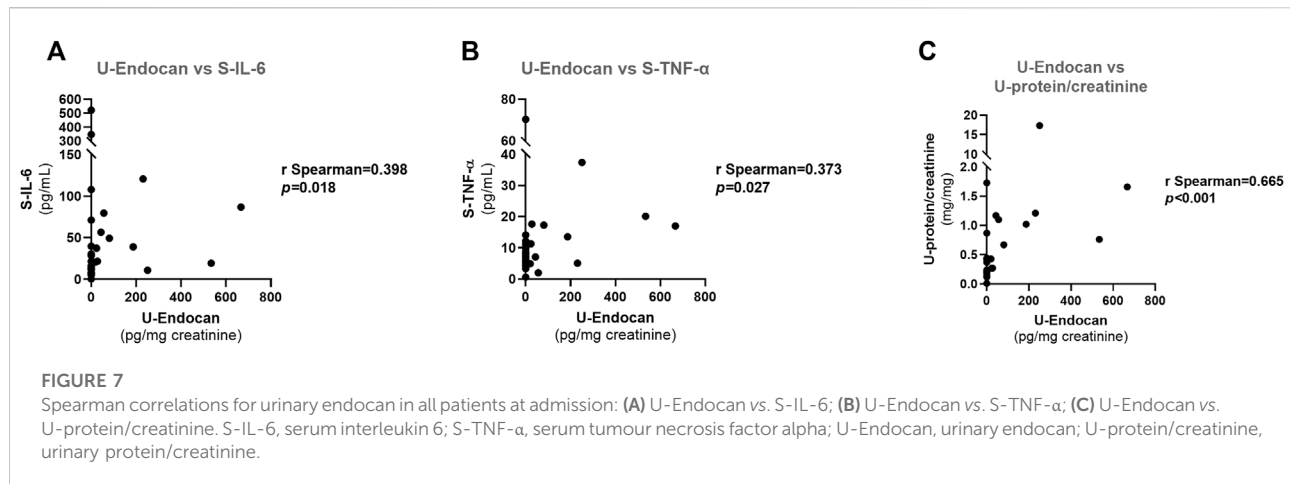 A
U-Endocan vs S-IL-6
600
500
400
300
150
100
50
0
S-IL-6
(pg/mL)
0 200 400 600 800
U-Endocan
(pg/mg creatinine)
r Spearman=0.398
p=0.018
B
U-Endocan vs S-TNF-α
80
60
40
30
20
10
0
S-TNF-α
(pg/mL)
0 200 400 600 800
U-Endocan
(pg/mg creatinine)
r Spearman=0.373
p=0.027
C
U-Endocan vs
U-protein/creatinine
20
15
10
2.0
1.5
1.0
0.5
0.0
U-protein/creatinine
(mg/mg)
0 200 400 600 800
U-Endocan
(pg/mg creatinine)
r Spearman=0.665
p<0.001
FIGURE 7
Spearman correlations for urinary endocan in all patients at admission: (A) U-Endocan vs. S-IL-6; (B) U-Endocan vs. S-TNF-α; (C) U-Endocan vs.
U-protein/creatinine. S-IL-6, serum interleukin 6; S-TNF-α, serum tumour necrosis factor alpha; U-Endocan, urinary endocan; U-protein/creatinine,
urinary protein/creatinine.